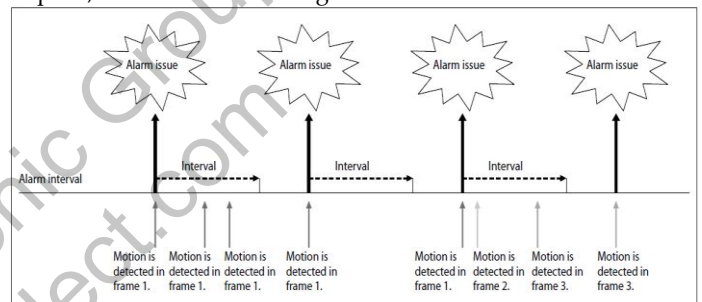 Alarm issue
Alarm issue
Alarm issue
Alarm issue
Interval
Interval
Interval
Alarm interval
Motion is
detected in
frame 1.
Motion is
detected in
frame 1.
Motion is
detected in
frame 1.
Motion is
detected in
frame 1.
Motion is
detected in
frame 1.
Motion is
detected in
frame 2.
Motion is
detected in
frame 3.
Motion is
detected in
frame 3.